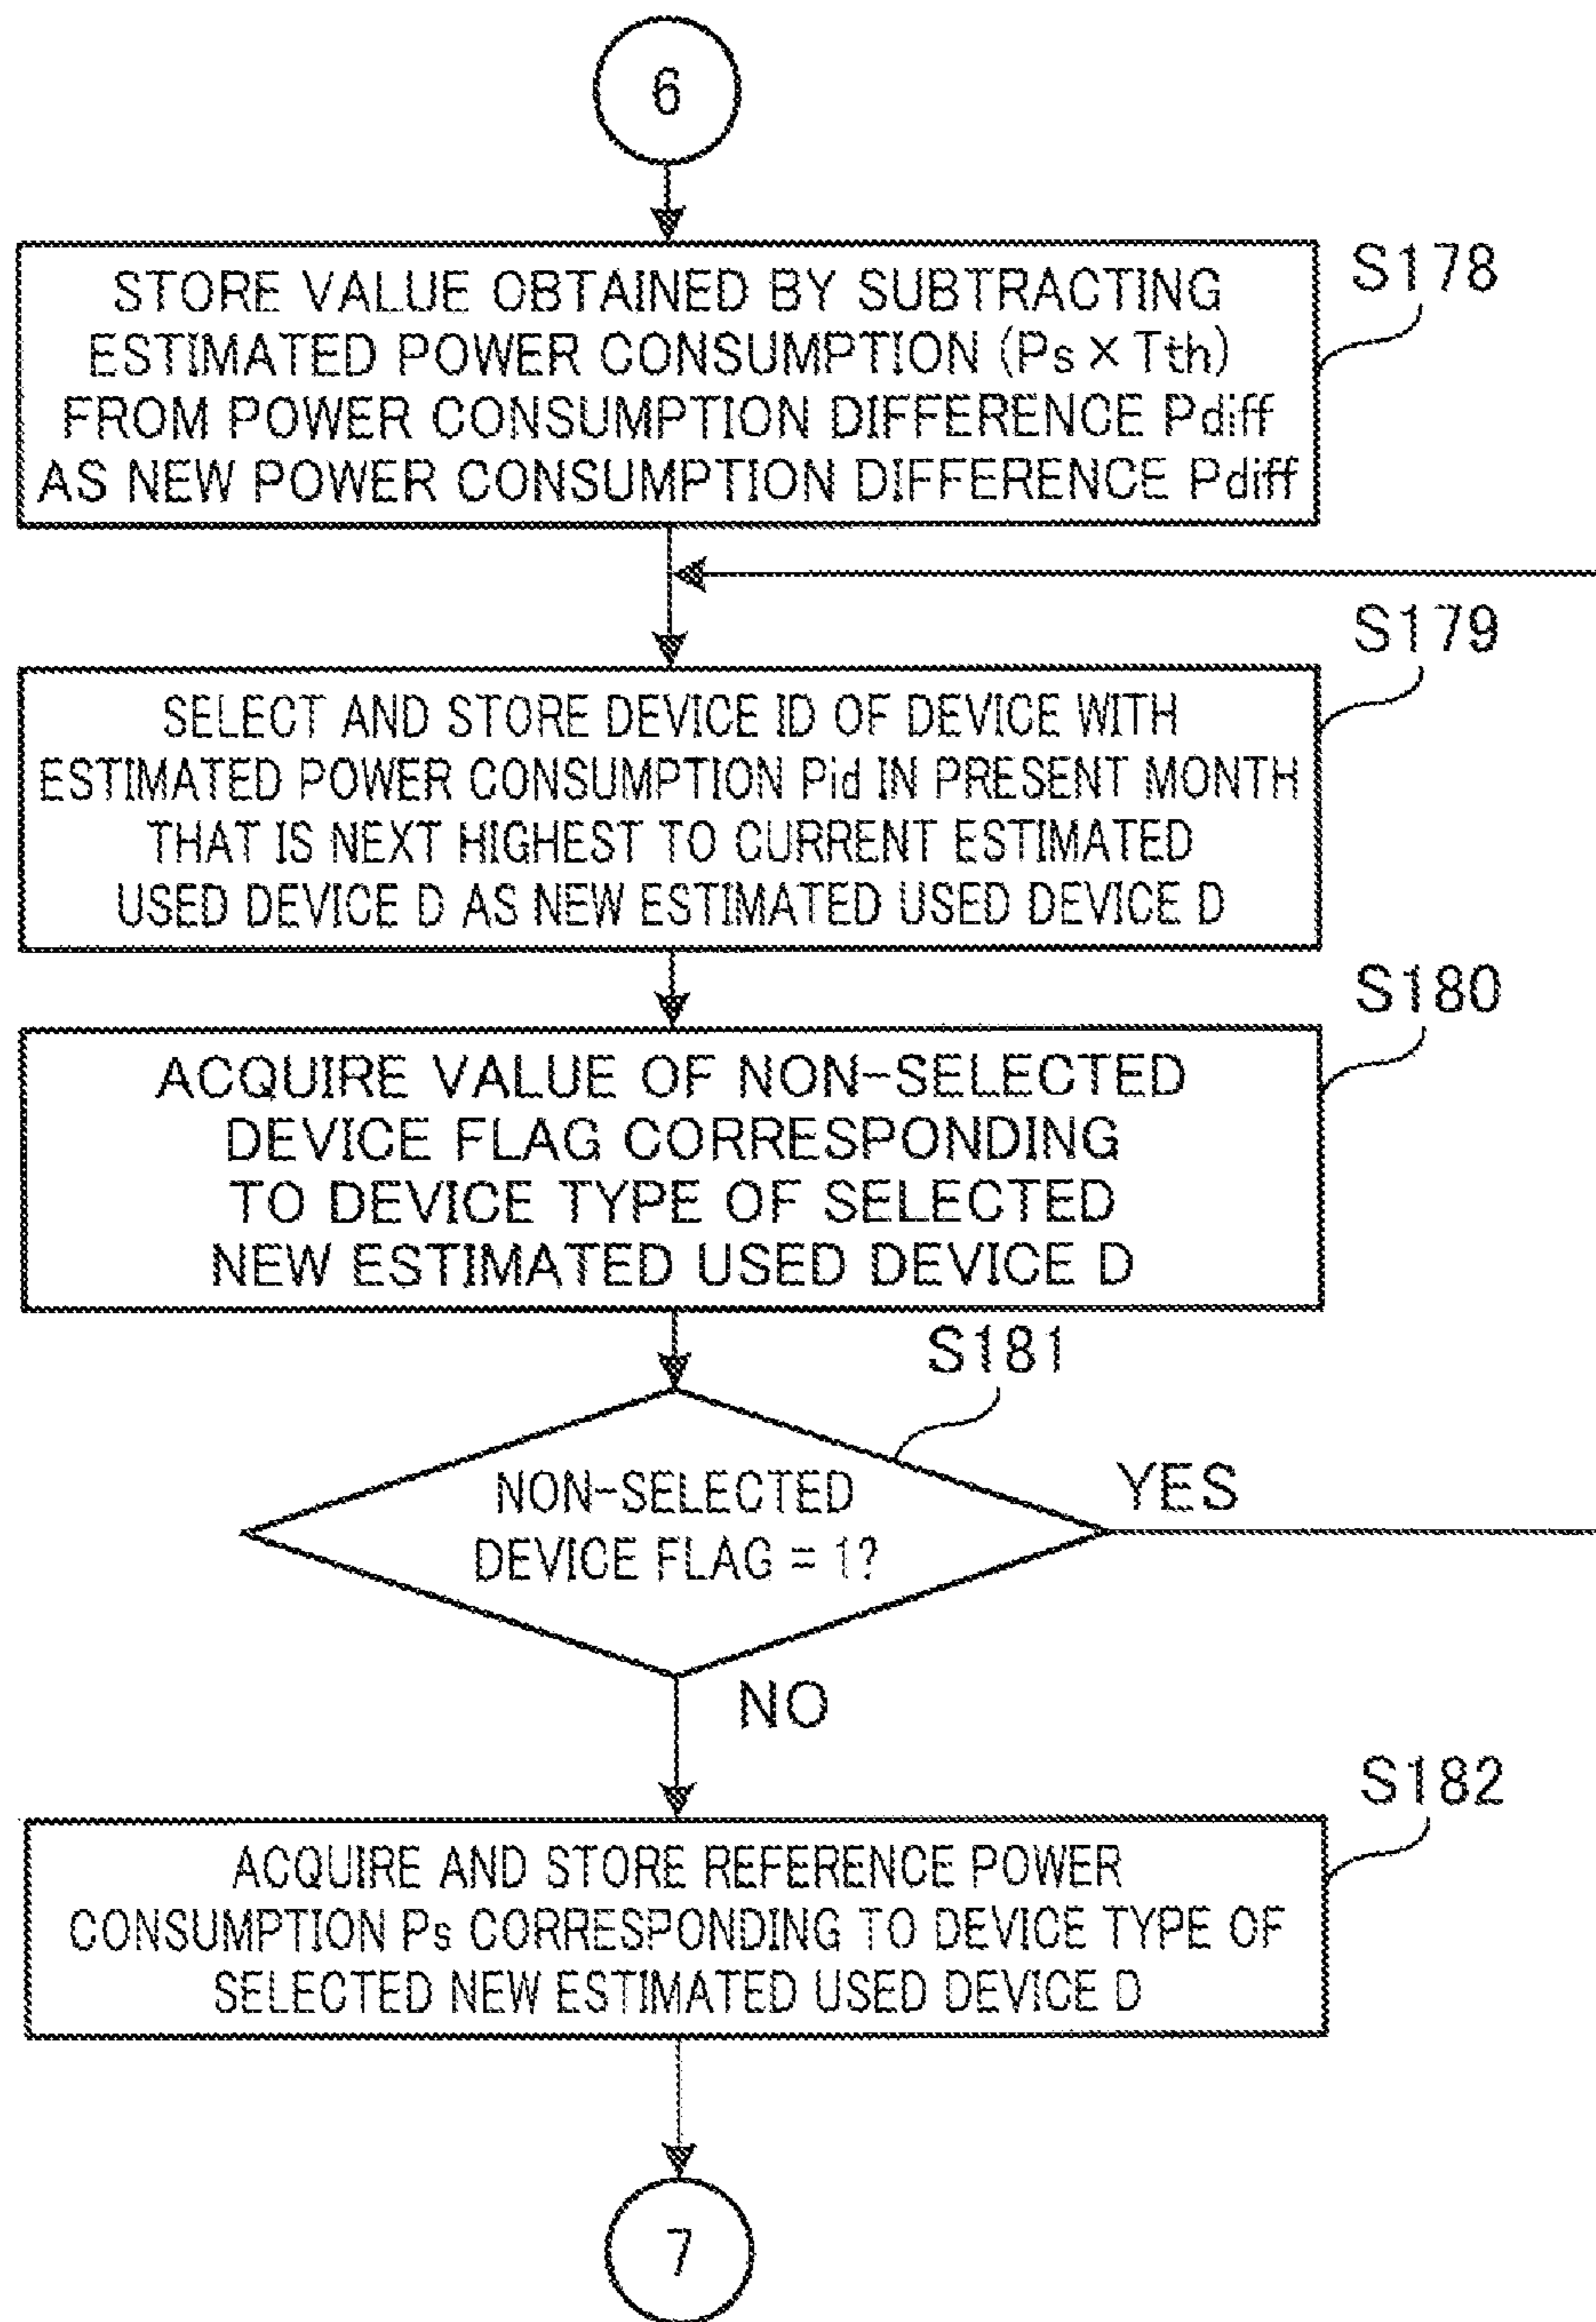 6
STORE VALUE OBTAINED BY SUBTRACTING
ESTIMATED POWER CONSUMPTION (Ps × Tth)
FROM POWER CONSUMPTION DIFFERENCE Pdiff
AS NEW POWER CONSUMPTION DIFFERENCE Pdiff
S178
SELECT AND STORE DEVICE ID OF DEVICE WITH
ESTIMATED POWER CONSUMPTION Pid IN PRESENT MONTH
THAT IS NEXT HIGHEST TO CURRENT ESTIMATED
USED DEVICE D AS NEW ESTIMATED USED DEVICE D
S179
ACQUIRE VALUE OF NON-SELECTED
DEVICE FLAG CORRESPONDING
TO DEVICE TYPE OF SELECTED
NEW ESTIMATED USED DEVICE D
S180
S181
NON-SELECTED
DEVICE FLAG = 1?
YES
NO
ACQUIRE AND STORE REFERENCE POWER
CONSUMPTION Ps CORRESPONDING TO DEVICE TYPE OF
SELECTED NEW ESTIMATED USED DEVICE D
S182
7